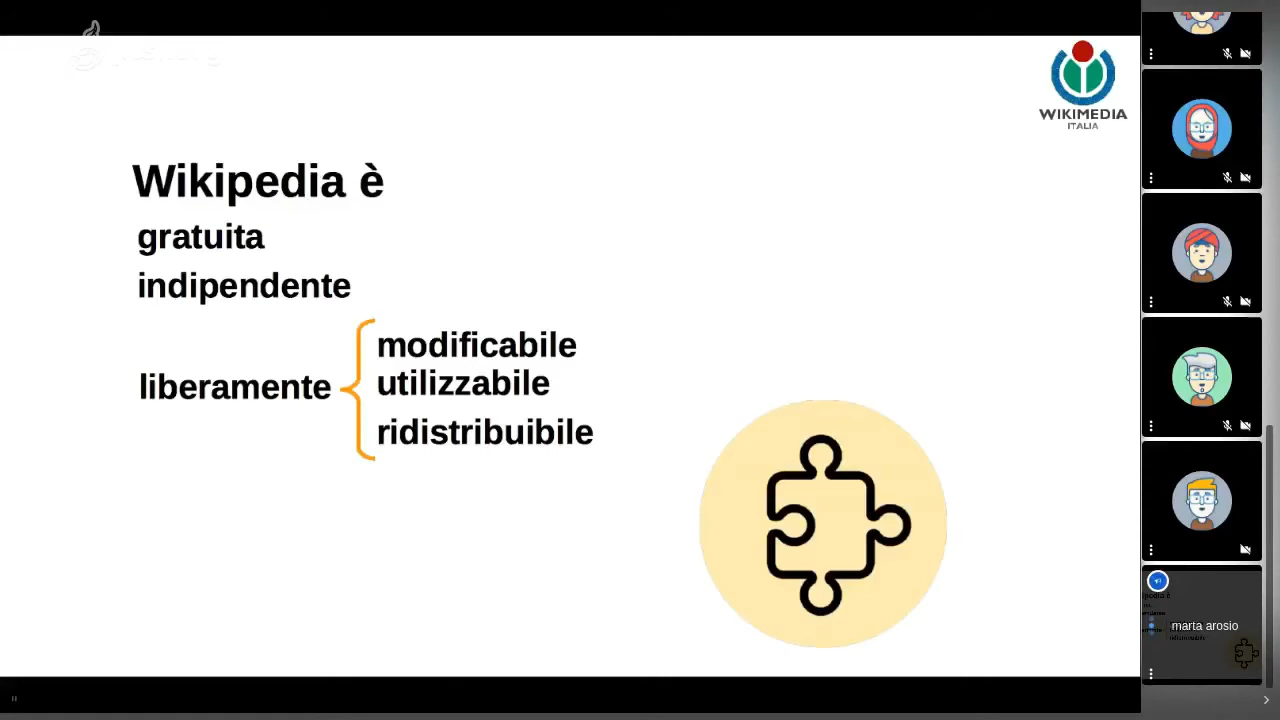 WIKIMEDIA
ITALIA
Wikipedia è
gratuita
indipendente
liberamente
modificabile
utilizzabile
ridistribuibile
marta arosio